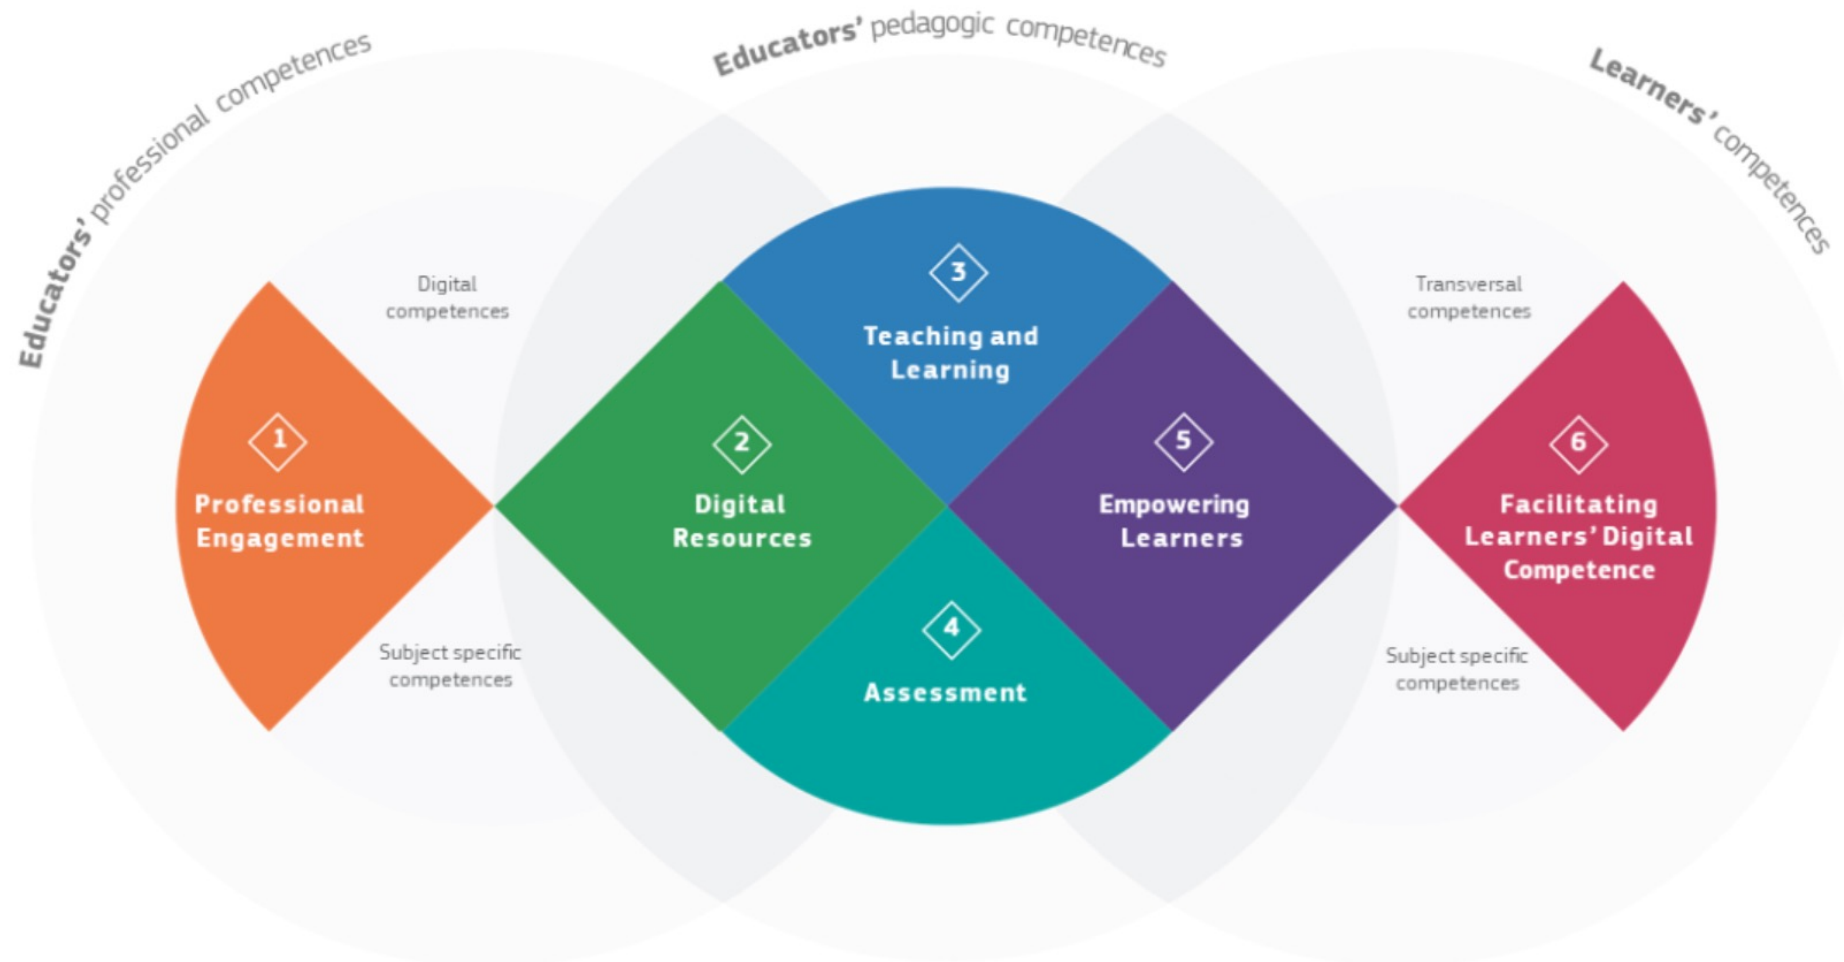 Educators’ professional competences
Educators’ pedagogic competences
Learners’ competences
Digital
competences
Subject specific
competences
1
Professional
Engagement
2
Digital
Resources
3
Teaching and
Learning
4
Assessment
5
Empowering
Learners
Transversal
competences
Subject specific
competences
6
Facilitating
Learners’ Digital
Competence